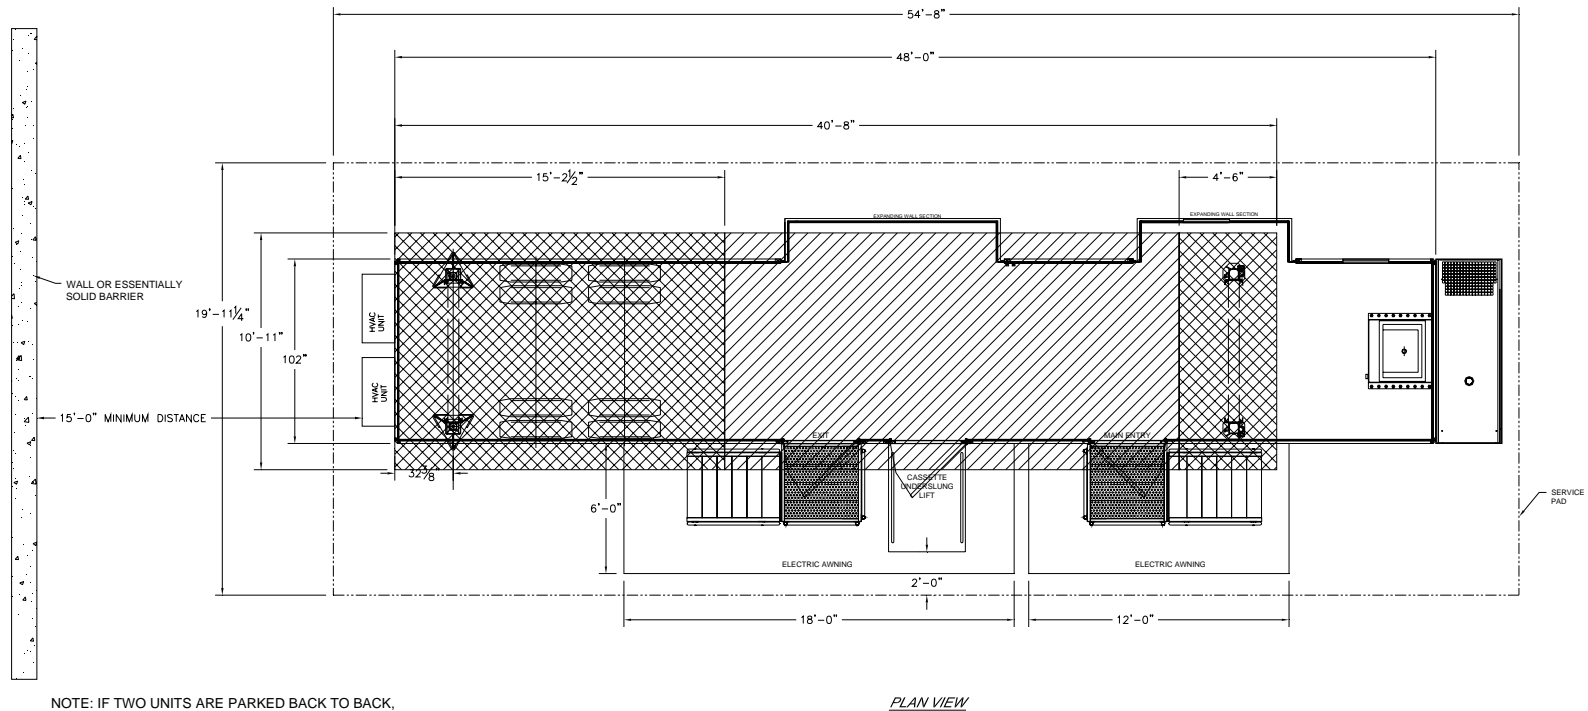 54'-8"
48'-0"
40'-8"
15'-2½"
4'-6"
EXPANDING WALL SECTION
EXPANDING WALL SECTION
WALL OR ESSENTIALLY
SOLID BARRIER
19'-11¼"
10'-11"
102"
HVAC
UNIT
HVAC
UNIT
15'-0" MINIMUM DISTANCE
32⅜"
EXIT
MAIN ENTRY
CASSETTE
UNDERSLUNG
LIFT
6'-0"
SERVICE
PAD
ELECTRIC AWNING
ELECTRIC AWNING
2'-0"
18'-0"
12'-0"
NOTE: IF TWO UNITS ARE PARKED BACK TO BACK,
PLAN VIEW